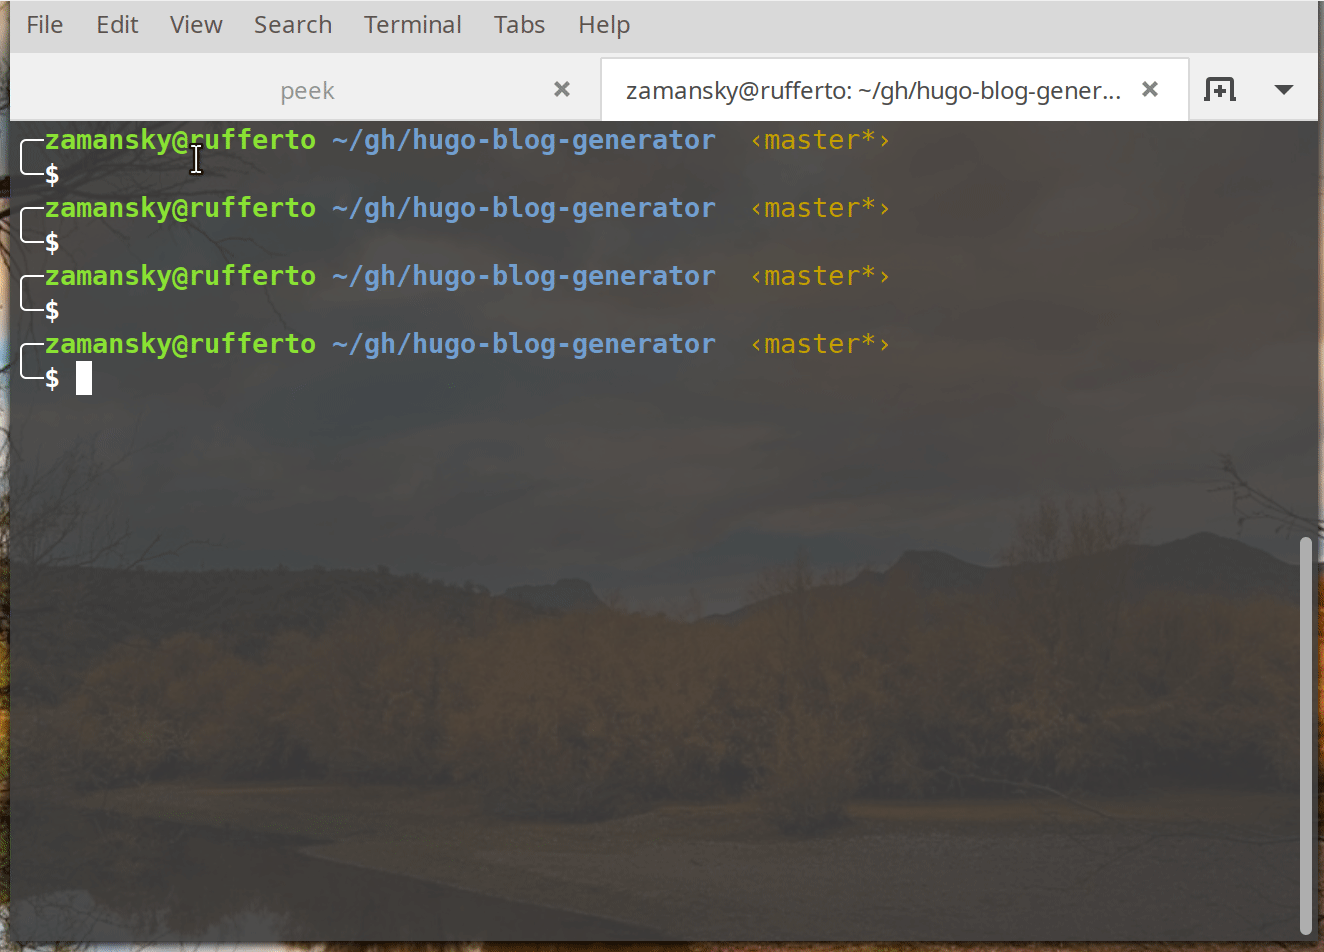 File Edit View Search Terminal Tabs Help
peek zamansky@rufferto: ~/gh/hugo-blog-gener...
zamansky@rufferto ~/gh/hugo-blog-generator ‹master*›
$
zamansky@rufferto ~/gh/hugo-blog-generator ‹master*›
$
zamansky@rufferto ~/gh/hugo-blog-generator ‹master*›
$
zamansky@rufferto ~/gh/hugo-blog-generator ‹master*›
$